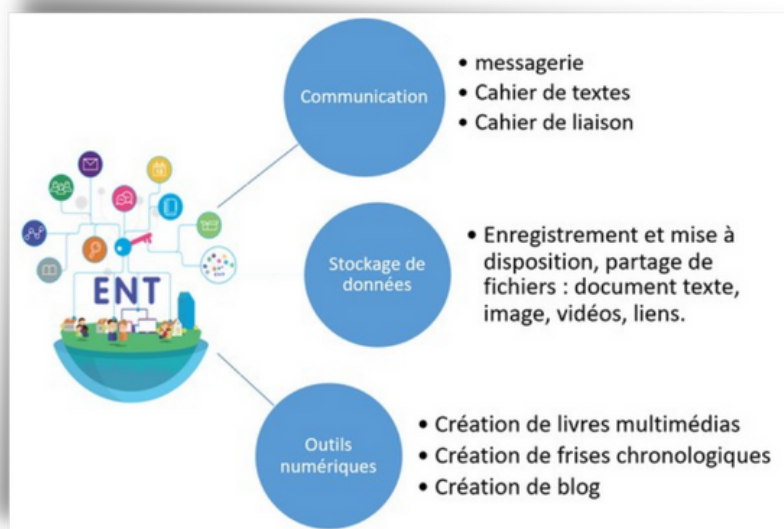 Communication
• messagerie
• Cahier de textes
• Cahier de liaison
ENT
Stockage de
données
• Enregistrement et mise à
disposition, partage de
fichiers : document texte,
image, vidéos, liens.
Outils
numériques
• Création de livres multimédias
• Création de frises chronologiques
• Création de blog